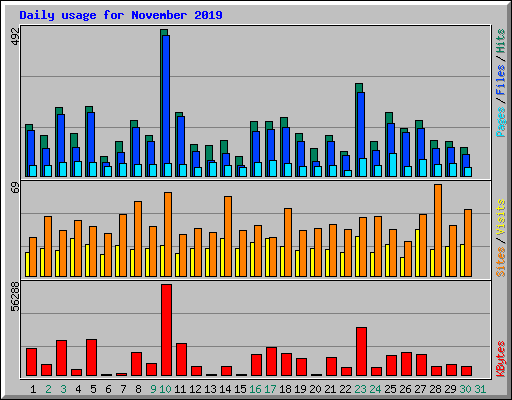 Daily usage for November 2019
492
Pages / Files / Hits
69
Sites / Visits
56288
KBytes
1 2 3 4 5 6 7 8 9 10 11 12 13 14 15 16 17 18 19 20 21 22 23 24 25 26 27 28 29 30 31